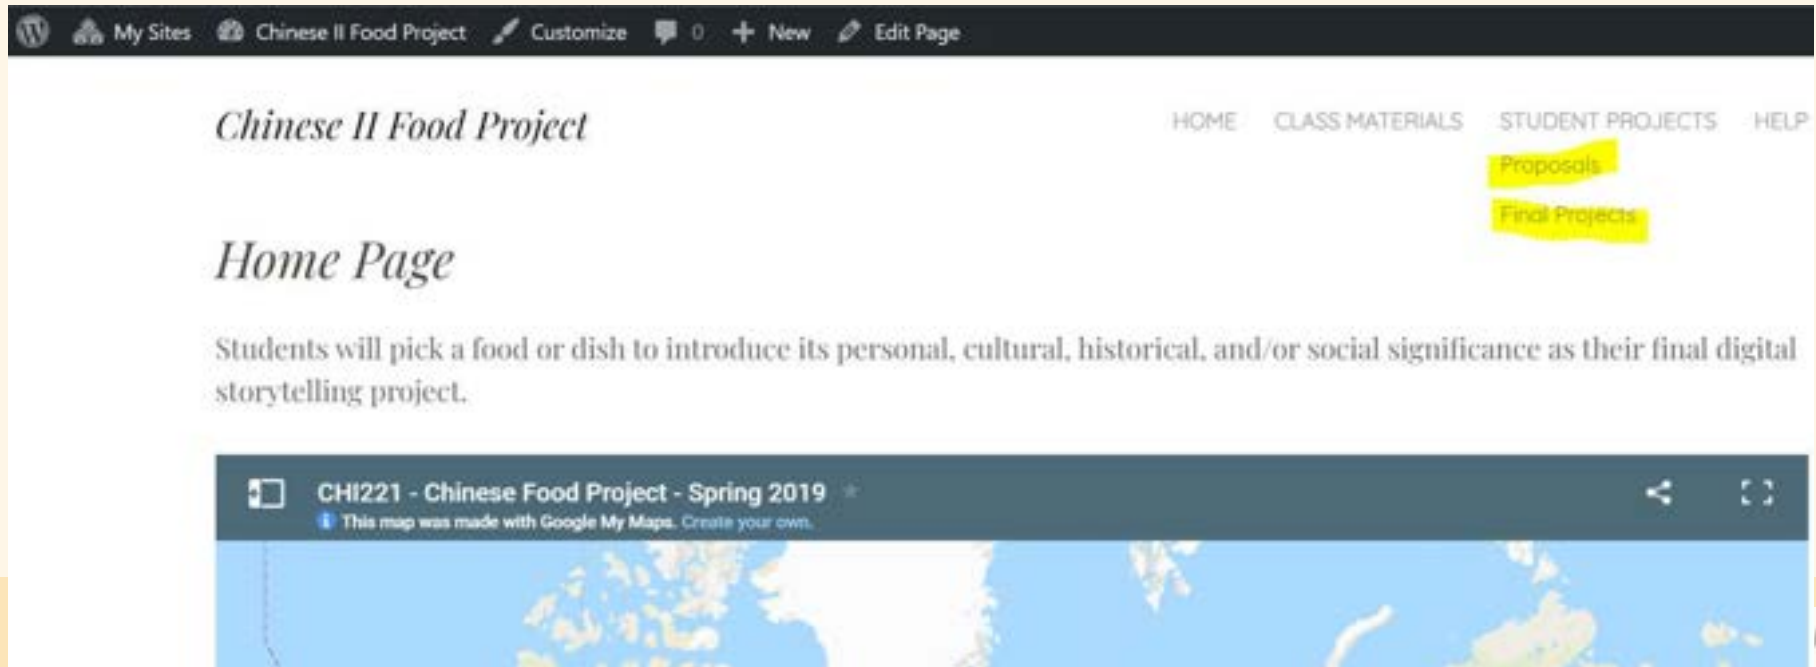 My Sites Chinese II Food Project Customize 0 New Edit Page
Chinese II Food Project
HOME CLASS MATERIALS STUDENT PROJECTS HELP
Proposals
Final Projects
Home Page
Students will pick a food or dish to introduce its personal, cultural, historical, and/or social significance as their final digital
storytelling project.
CHI221 - Chinese Food Project - Spring 2019
This map was made with Google My Maps. Create your own.